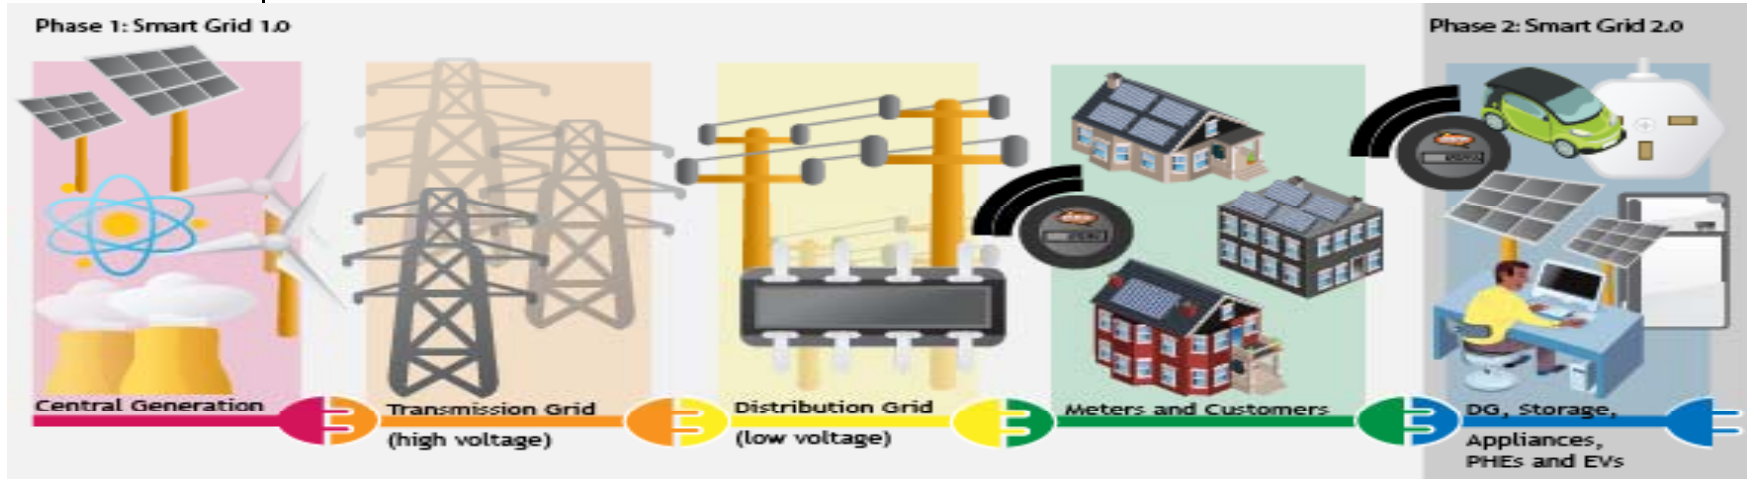 Phase 1: Smart Grid 1.0
Phase 2: Smart Grid 2.0
Central Generation
Transmission Grid
(high voltage)
Distribution Grid
(low voltage)
Meters and Customers
DG, Storage,
Appliances,
PHEs and EVs